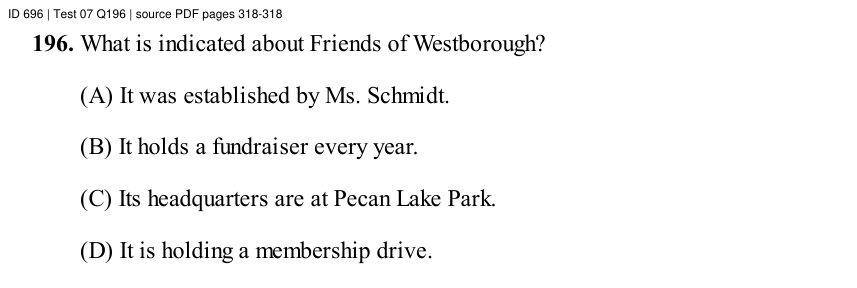 ID 696 | Test 07 Q196 | source PDF pages 318-318
196. What is indicated about Friends of Westborough?
(A) It was established by Ms. Schmidt.
(B) It holds a fundraiser every year.
(C) Its headquarters are at Pecan Lake Park.
(D) It is holding a membership drive.